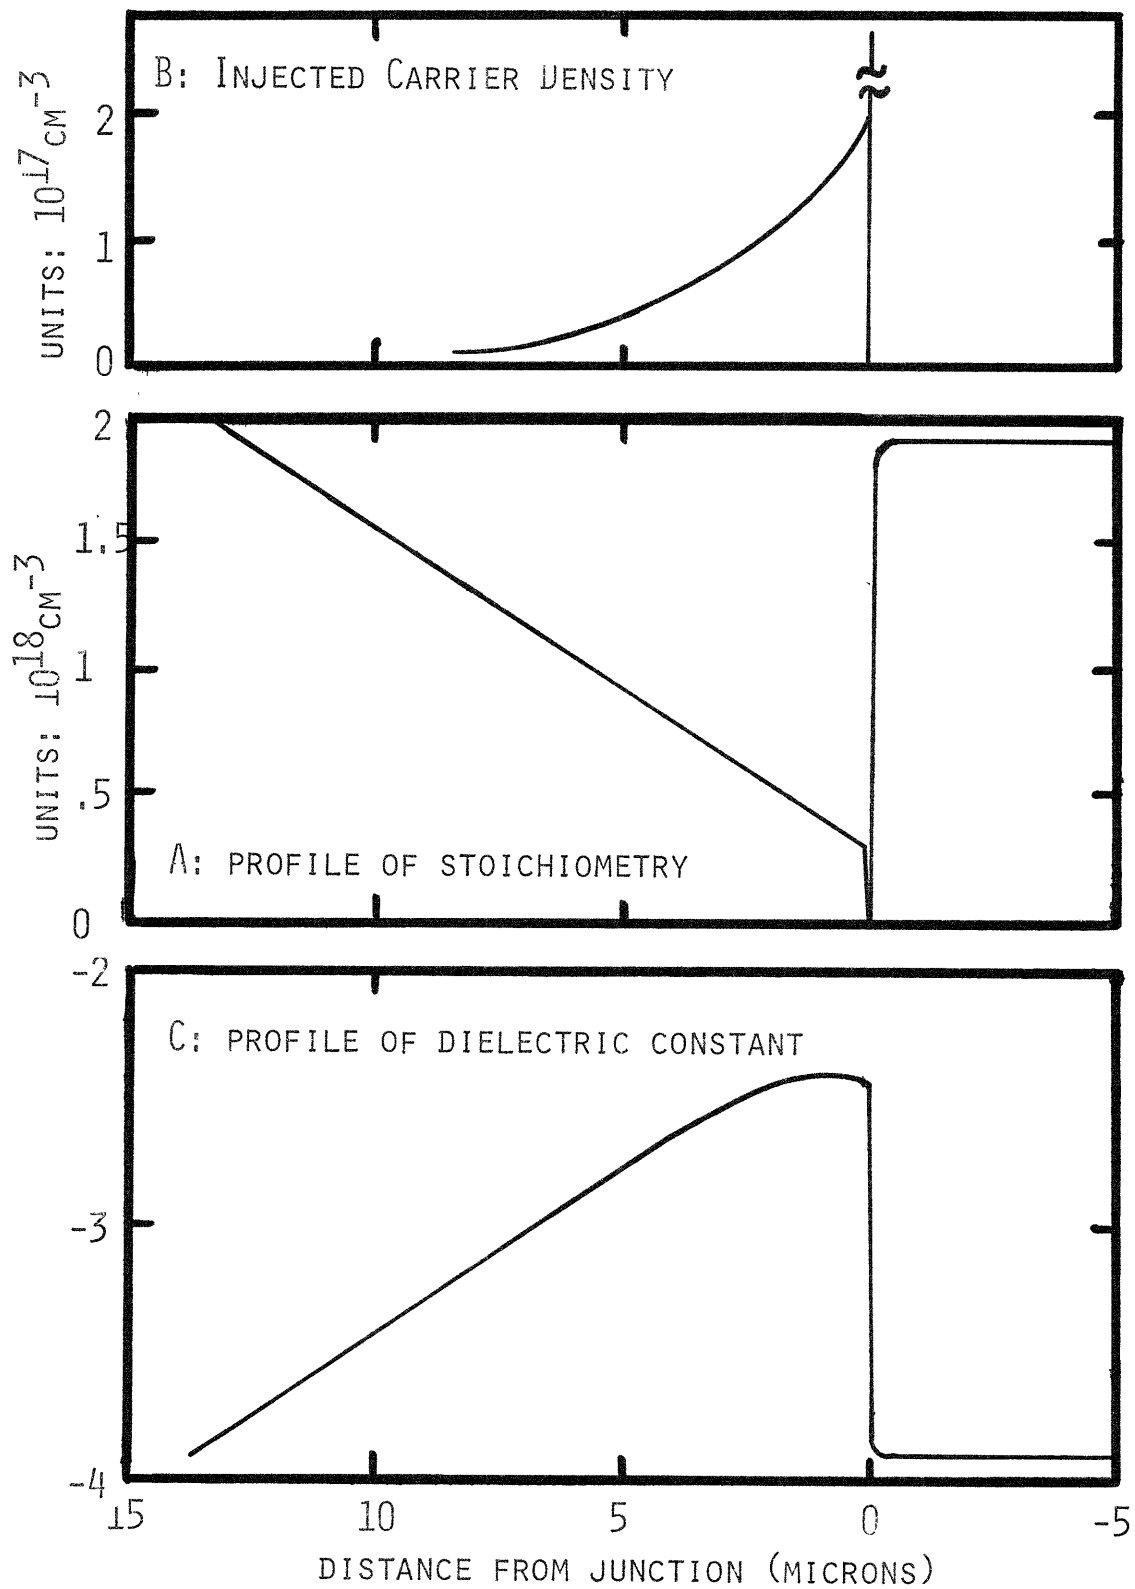 B: INJECTED CARRIER DENSITY
UNITS: 10^17 CM^-3
2
1
0
UNITS: 10^18 CM^-3
2
1.5
1
.5
0
A: PROFILE OF STOICHIOMETRY
-2
C: PROFILE OF DIELECTRIC CONSTANT
-3
-4
15 10 5 0 -5
DISTANCE FROM JUNCTION (MICRONS)